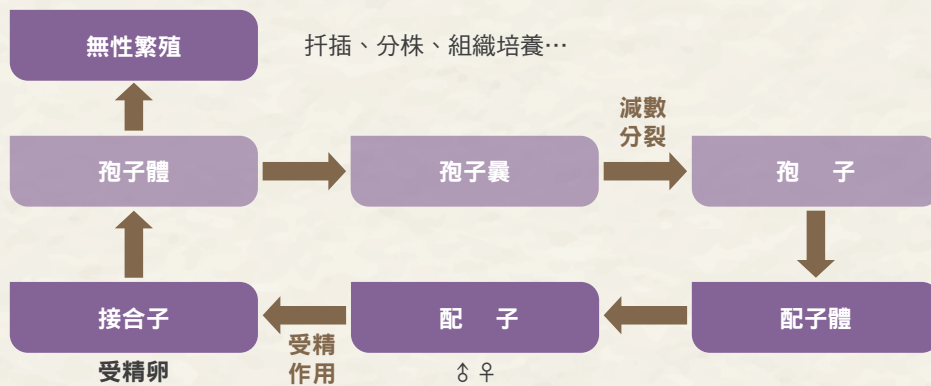 無性繁殖
扦插、分株、組織培養…
減數
分裂
孢子體
孢子囊
孢 子
接合子
配 子
配子體
受精
作用
受精卵
♂ ♀